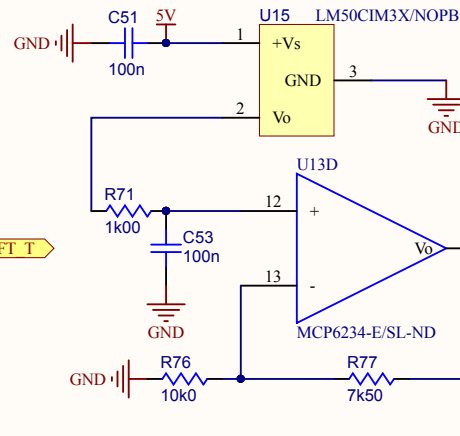 C51
5V
U15
LM50CIM3X/NOPB
GND
100n
1
+Vs
GND
3
2
Vo
GND
U13D
R71
1k00
12
+
C53
100n
FT_T
Vo
13
-
GND
MCP6234-E/SL-ND
R76
R77
GND
10k0
7k50